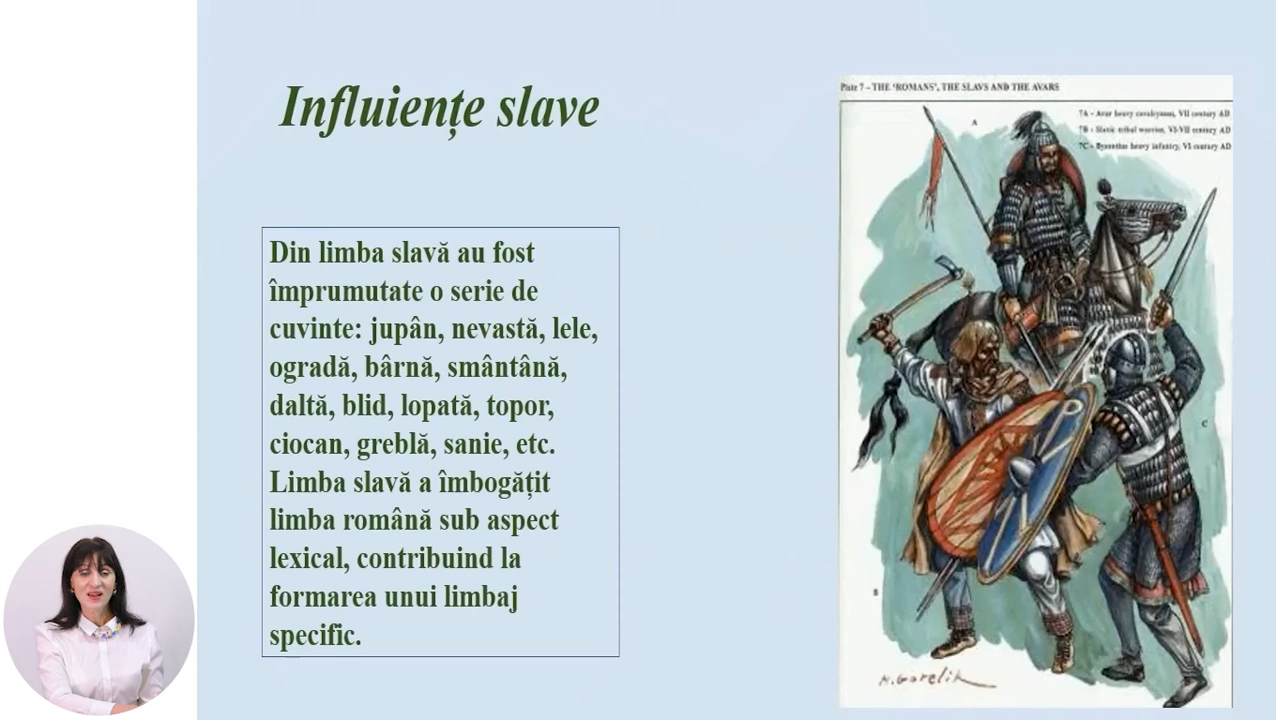 Influiențe slave
Din limba slavă au fost
împrumutate o serie de
cuvinte: jupân, nevastă, lele,
ogradă, bârnă, smântână,
daltă, blid, lopată, topor,
ciocan, greblă, sanie, etc.
Limba slavă a îmbogățit
limba română sub aspect
lexical, contribuind la
formarea unui limbaj
specific.
Plate 7 – THE 'ROMANS', THE SLAVS AND THE AVARS
7A – Avar heavy cavalryman, VII century AD
7B – Slavic tribal warrior, VI-VII century AD
7C – Byzantine heavy infantry, VI century AD
A
C
B
M. Gorelik